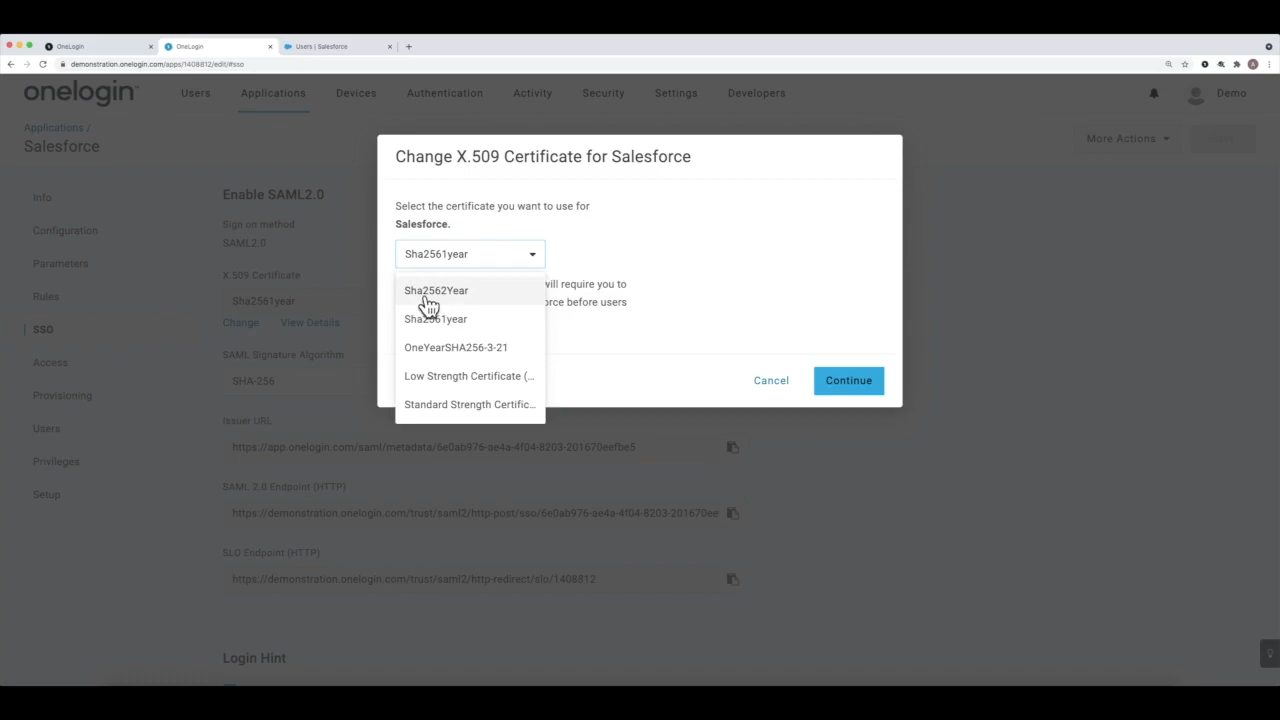 OneLogin
OneLogin
Users | Salesforce
demonstration.onelogin.com/apps/1408812/edit/#sso
A
onelogin
Users
Applications
Devices
Authentication
Activity
Security
Settings
Developers
Demo
Applications /
Salesforce
More Actions
Info
Configuration
Parameters
Rules
SSO
Access
Provisioning
Users
Privileges
Setup
Enable SAML2.0
Sign on method
SAML2.0
X.509 Certificate
Sha2561year
Change View Details
SAML Signature Algorithm
SHA-256
Issuer URL
https://app.onelogin.com/saml/metadata/6e0ab976-ae4a-4f04-8203-201670eefbe5
SAML 2.0 Endpoint (HTTP)
https://demonstration.onelogin.com/trust/saml2/http-post/sso/6e0ab976-ae4a-4f04-8203-201670ee
SLO Endpoint (HTTP)
https://demonstration.onelogin.com/trust/saml2/http-redirect/slo/1408812
Login Hint
Change X.509 Certificate for Salesforce
Select the certificate you want to use for
Salesforce.
Sha2561year
will require you to
before users
Sha2562Year
Sha2561year
OneYearSHA256-3-21
Low Strength Certificate (...
Standard Strength Certific...
Cancel
Continue